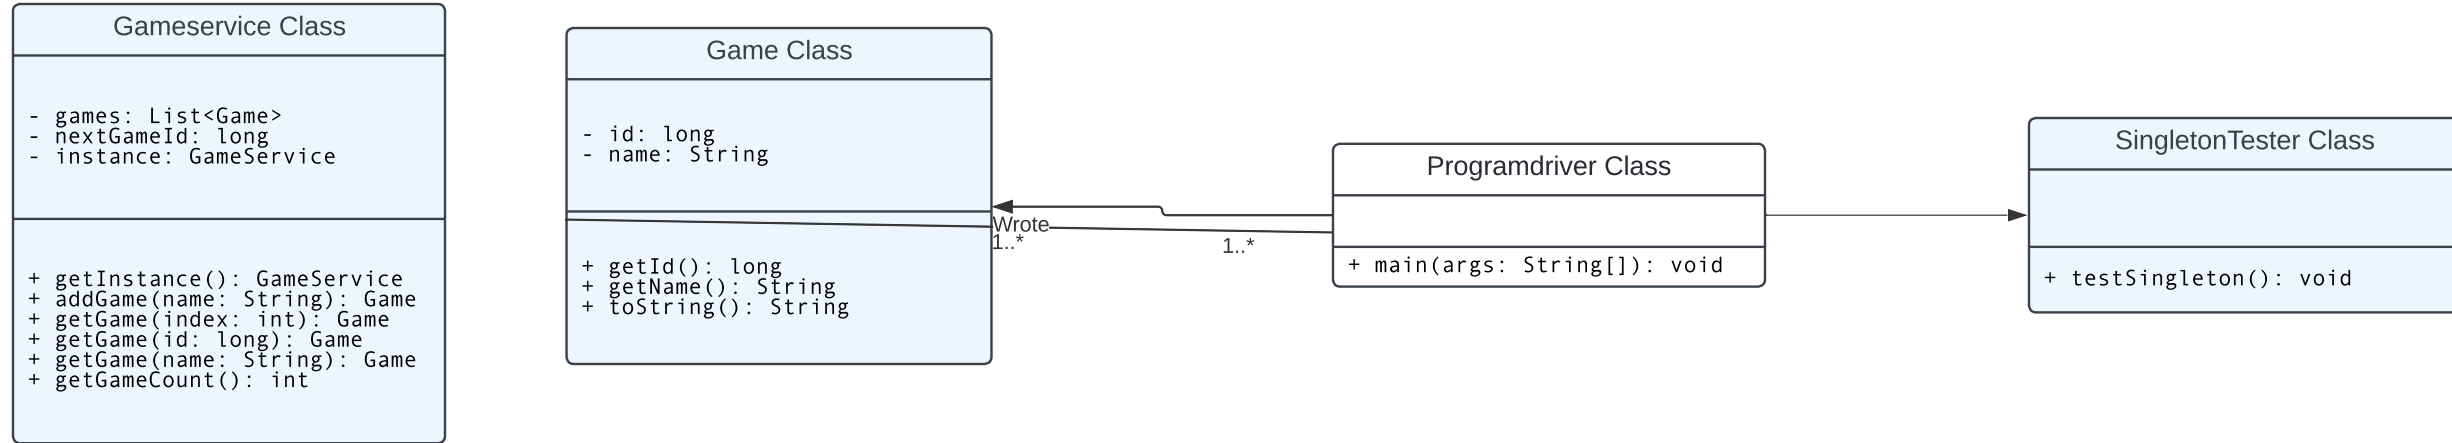 Gameservice Class
- games: List<Game>
- nextGameId: long
- instance: GameService
+ getInstance(): GameService
+ addGame(name: String): Game
+ getGame(index: int): Game
+ getGame(id: long): Game
+ getGame(name: String): Game
+ getGameCount(): int
Game Class
- id: long
- name: String
+ getId(): long
+ getName(): String
+ toString(): String
Wrote
1..*
1..*
Programdriver Class
+ main(args: String[]): void
SingletonTester Class
+ testSingleton(): void